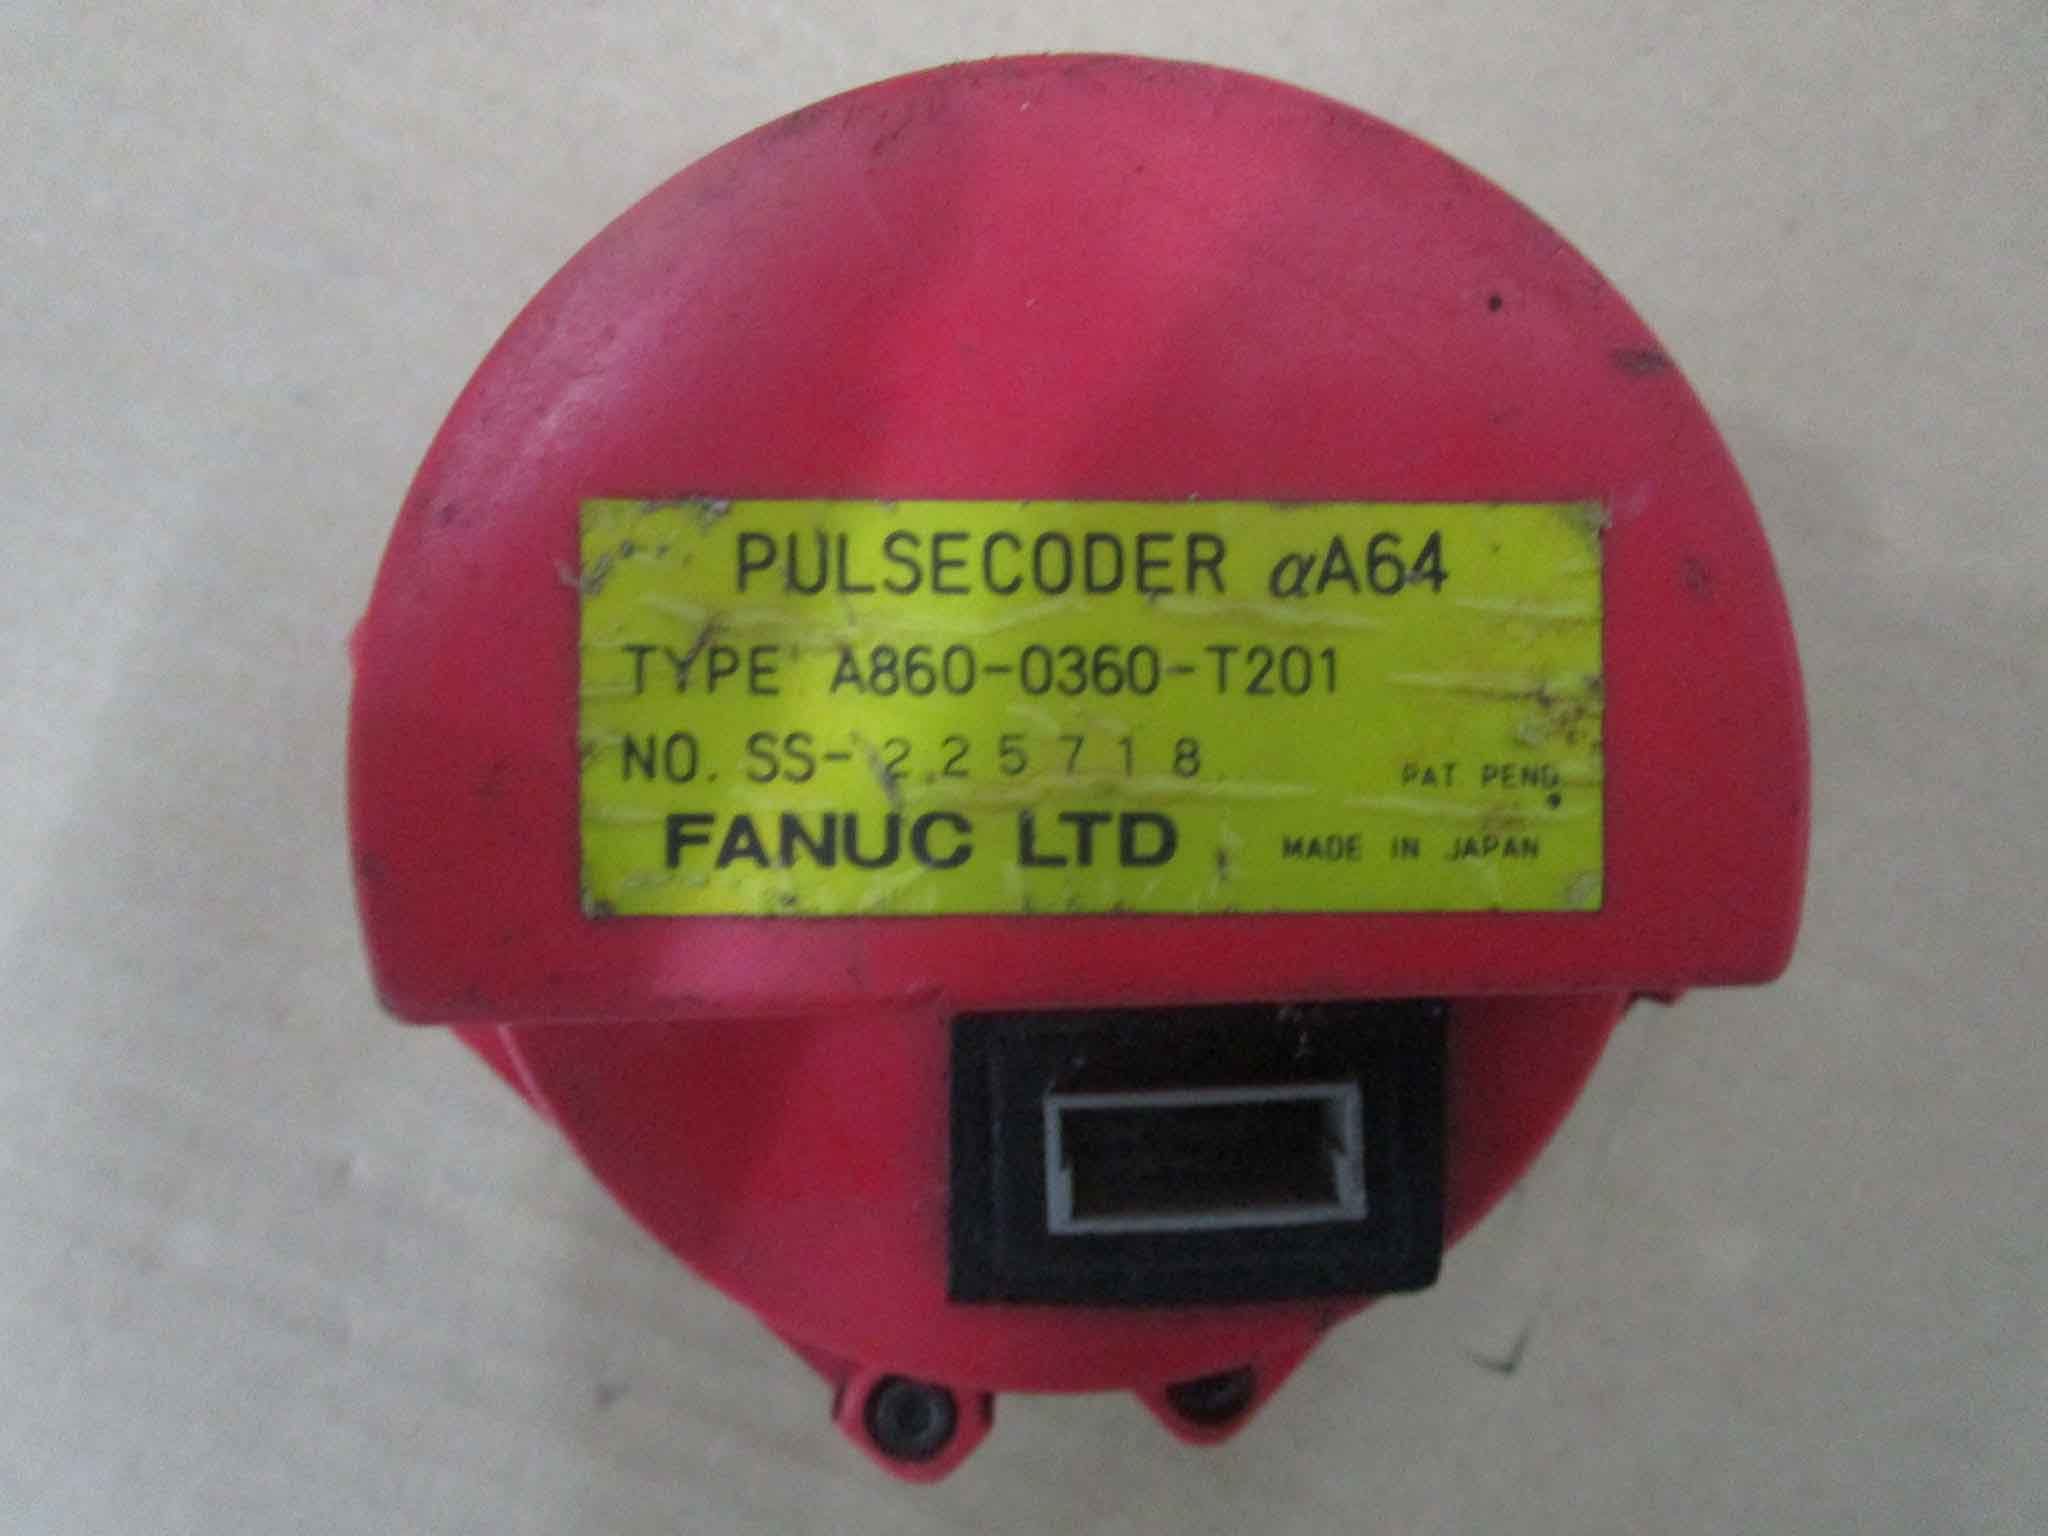 PULSECODER αA64
TYPE A860-0360-T201
NO. SS-225718
PAT PEND.
FANUC LTD MADE IN JAPAN